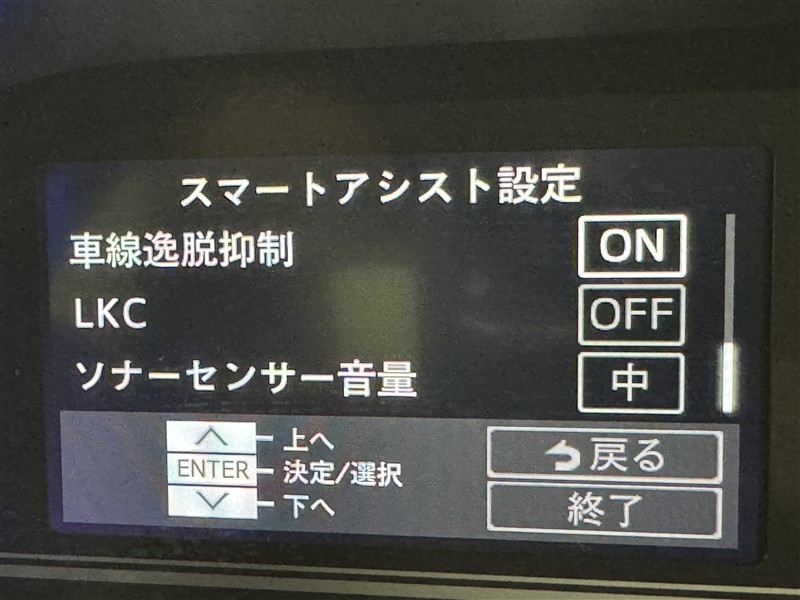 スマートアシスト設定
車線逸脱抑制 ON
LKC OFF
ソナーセンサー音量 中
上へ
ENTER 決定/選択
下へ
戻る
終了